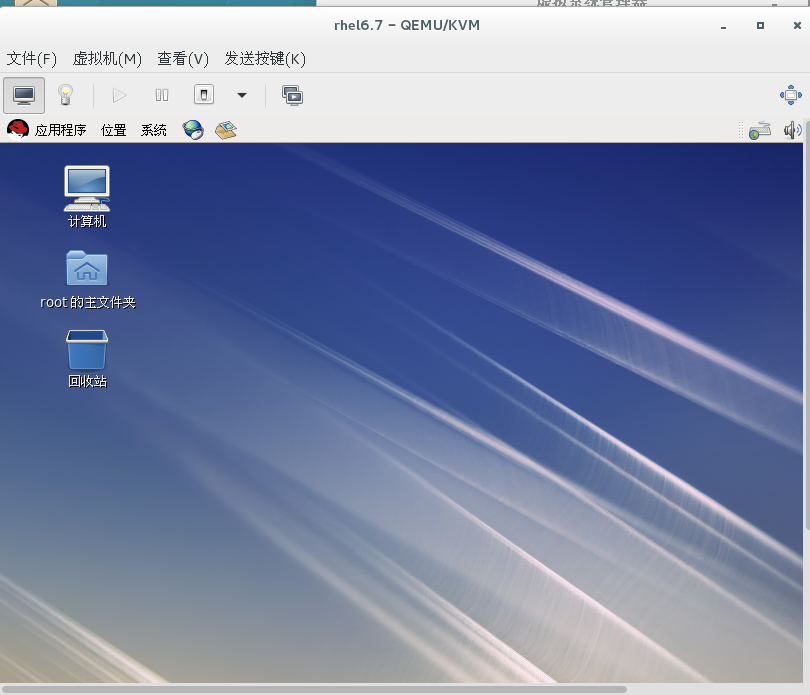 rhel6.7 – QEMU/KVM
文件(F) 虚拟机(M) 查看(V) 发送按键(K)
应用程序 位置 系统
计算机
root 的主文件夹
回收站